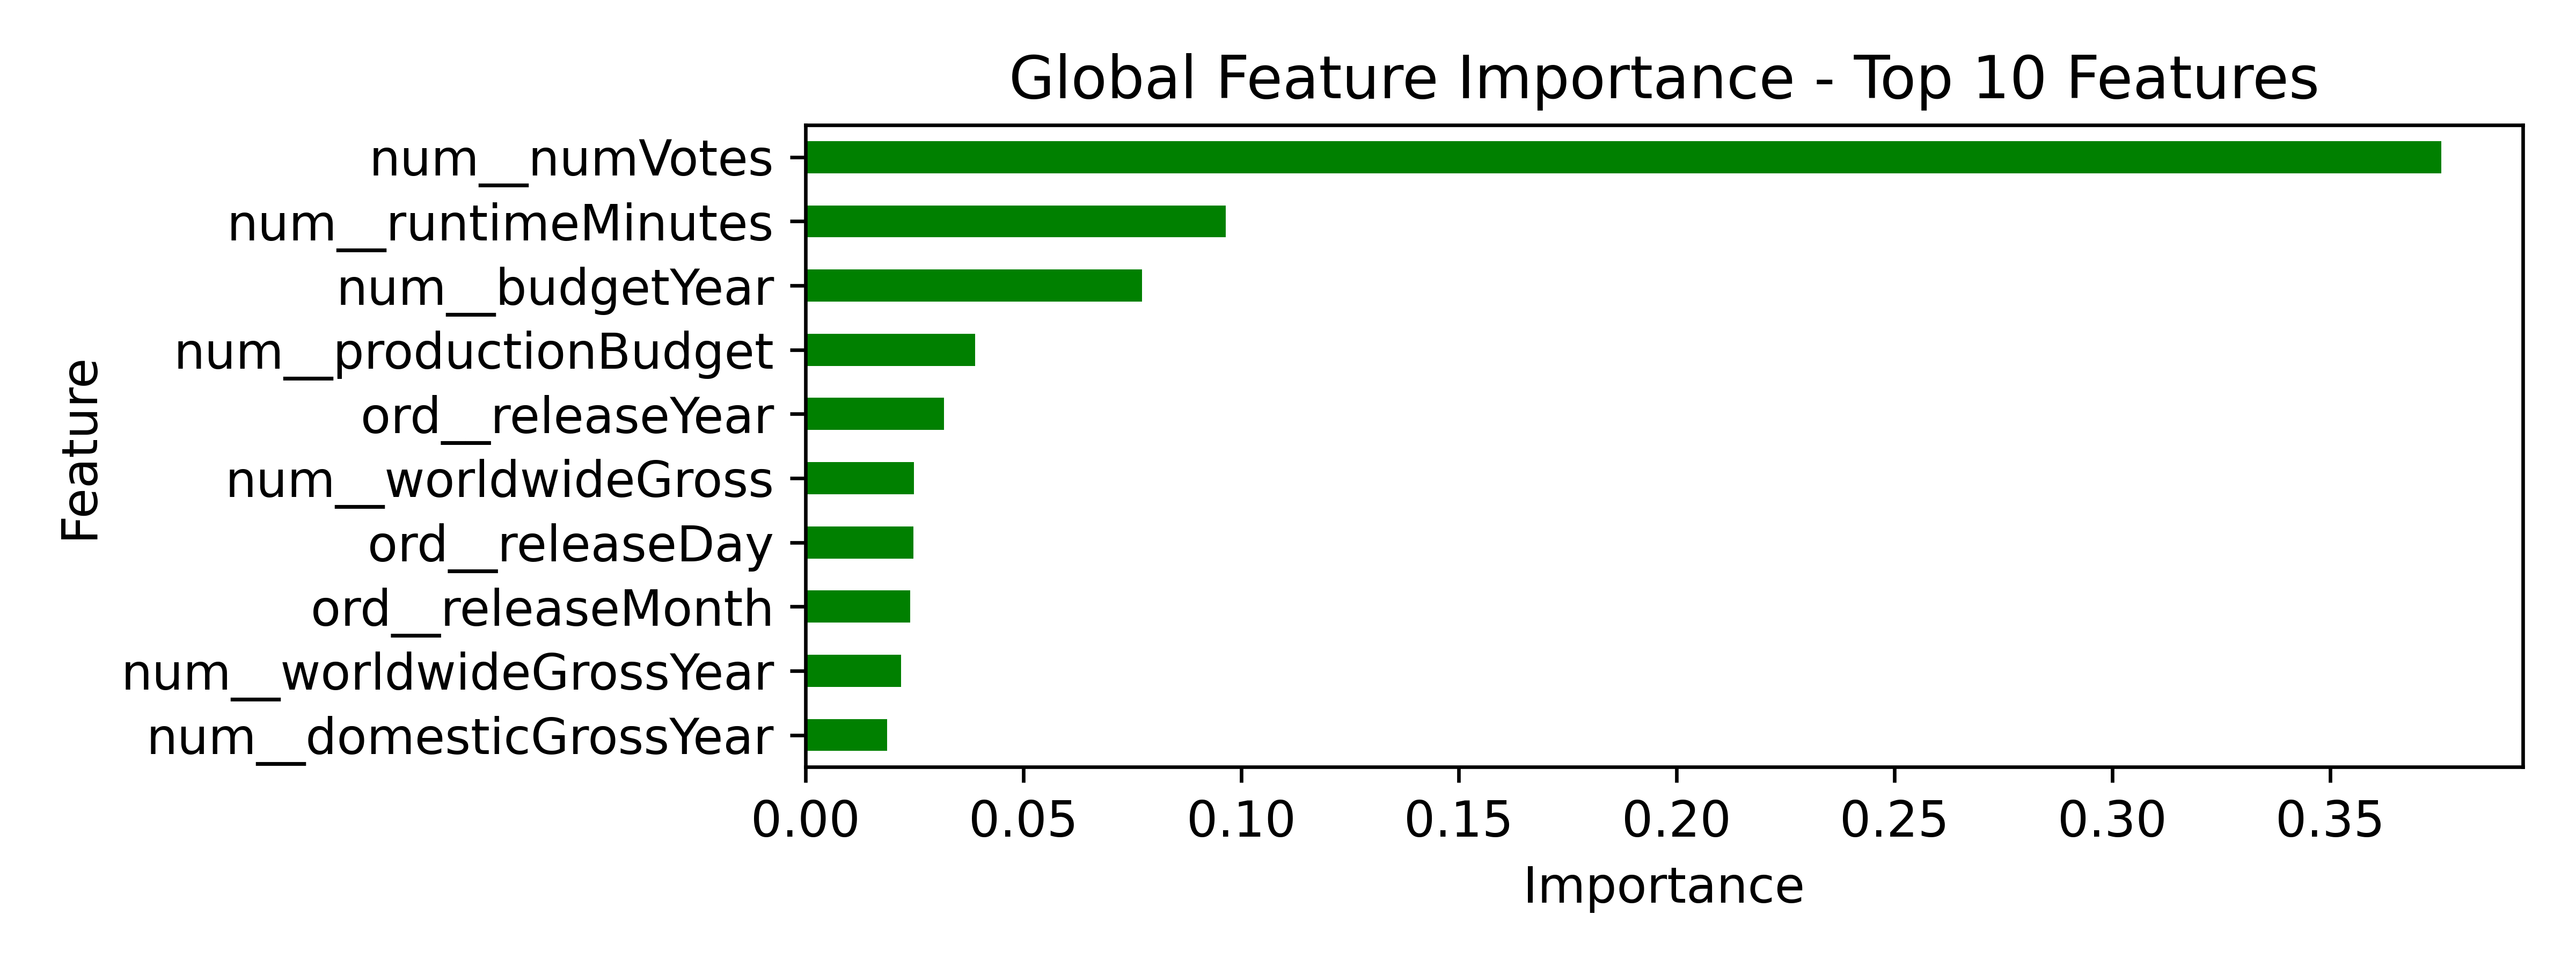 Global Feature Importance - Top 10 Features
num__numVotes
num__runtimeMinutes
num__budgetYear
num__productionBudget
ord__releaseYear
num__worldwideGross
ord__releaseDay
ord__releaseMonth
num__worldwideGrossYear
num__domesticGrossYear
Feature
0.00 0.05 0.10 0.15 0.20 0.25 0.30 0.35
Importance